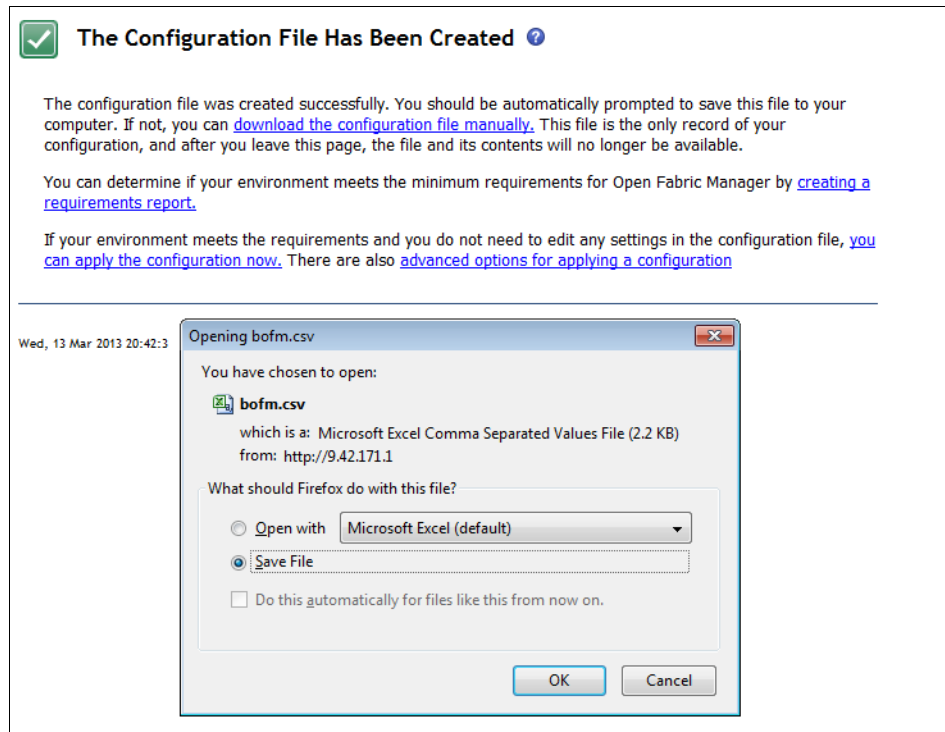 The Configuration File Has Been Created ?
The configuration file was created successfully. You should be automatically prompted to save this file to your
computer. If not, you can download the configuration file manually. This file is the only record of your
configuration, and after you leave this page, the file and its contents will no longer be available.
You can determine if your environment meets the minimum requirements for Open Fabric Manager by creating a
requirements report.
If your environment meets the requirements and you do not need to edit any settings in the configuration file, you
can apply the configuration now. There are also advanced options for applying a configuration
Wed, 13 Mar 2013 20:42:3
Opening bofm.csv
You have chosen to open:
bofm.csv
which is a: Microsoft Excel Comma Separated Values File (2.2 KB)
from: http://9.42.171.1
What should Firefox do with this file?
Open with Microsoft Excel (default)
Save File
Do this automatically for files like this from now on.
OK Cancel